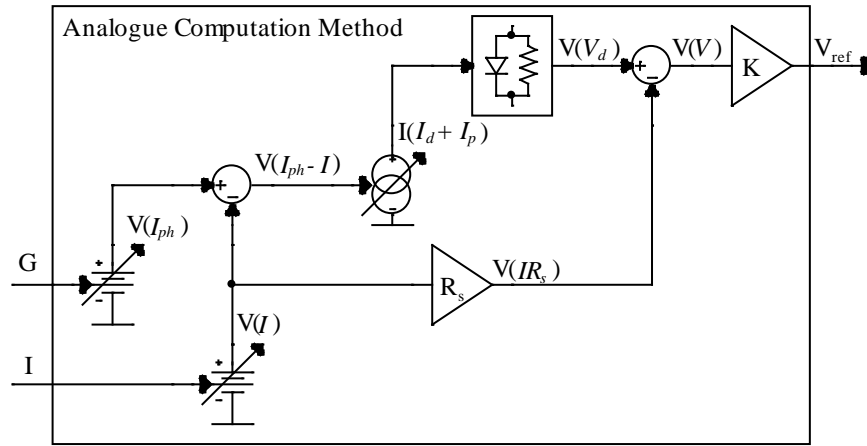 Analogue Computation Method
V(V_d)
V(V)
V_ref
+
−
K
I(I_d + I_p)
V(I_ph - I)
+
−
+
-
V(I_ph)
G
+
-
V(IR_s)
R_s
V(I)
I
+
-